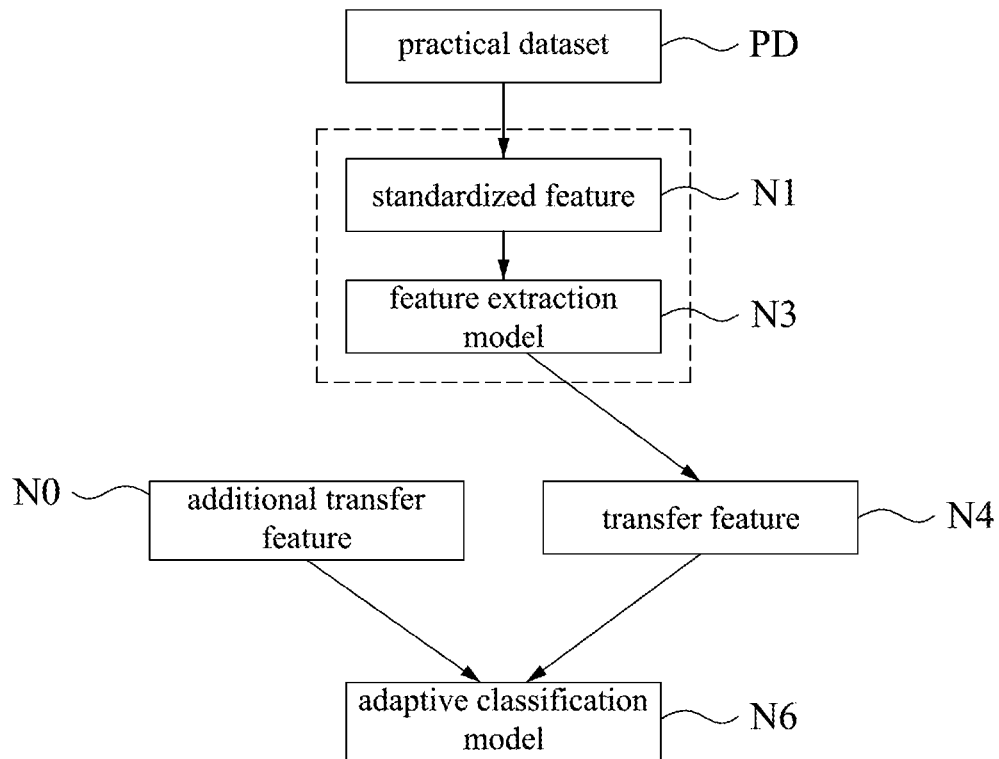 practical dataset
PD
standardized feature
N1
feature extraction
model
N3
N0
additional transfer
feature
transfer feature
N4
adaptive classification
model
N6